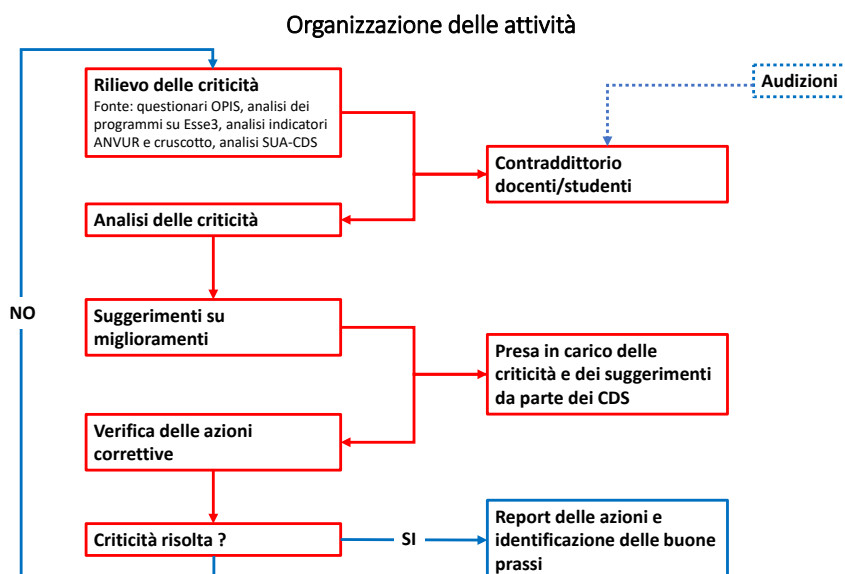 Organizzazione delle attività
Rilievo delle criticità
Fonte: questionari OPIS, analisi dei
programmi su Esse3, analisi indicatori
ANVUR e cruscotto, analisi SUA-CDS
Audizioni
Contraddittorio
docenti/studenti
Analisi delle criticità
NO
Suggerimenti su
miglioramenti
Presa in carico delle
criticità e dei suggerimenti
da parte dei CDS
Verifica delle azioni
correttive
Criticità risolta ?
SI
Report delle azioni e
identificazione delle buone
prassi